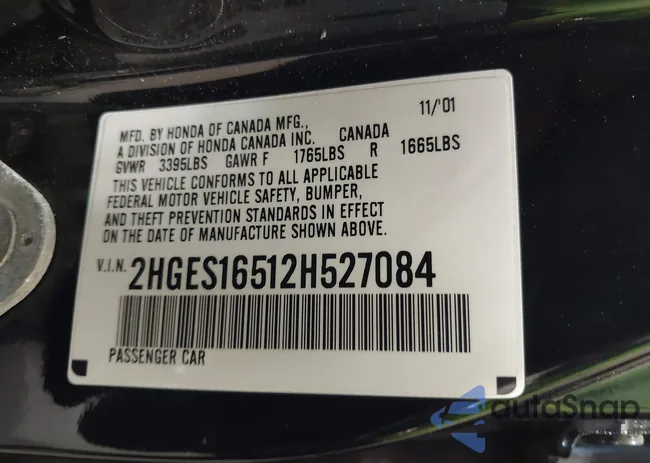 11/'01
MFD. BY HONDA OF CANADA MFG.,
A DIVISION OF HONDA CANADA INC. CANADA
GVWR 3395LBS GAWR F 1765LBS R 1665LBS
THIS VEHICLE CONFORMS TO ALL APPLICABLE
FEDERAL MOTOR VEHICLE SAFETY, BUMPER,
AND THEFT PREVENTION STANDARDS IN EFFECT
ON THE DATE OF MANUFACTURE SHOWN ABOVE.
V.I.N. 2HGES16512H527084
PASSENGER CAR
autoSnap